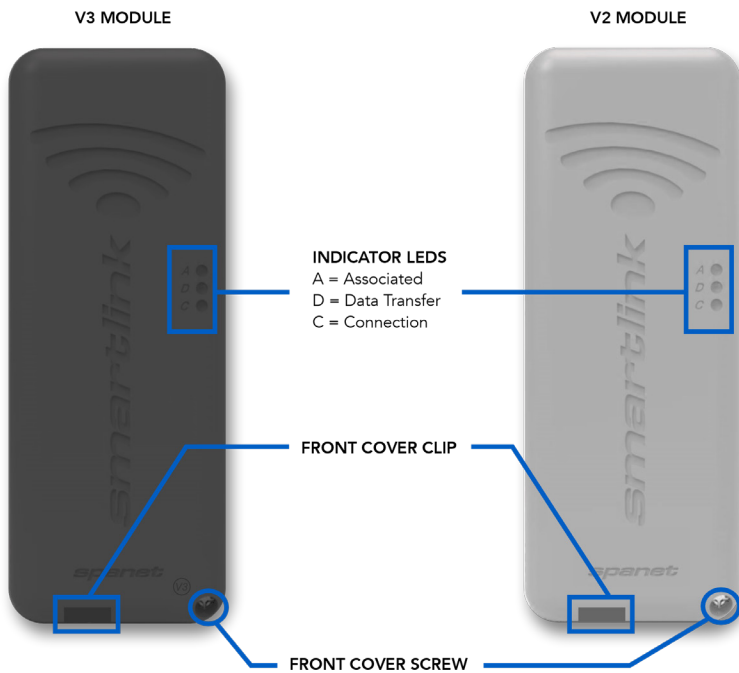 V3 MODULE
V2 MODULE
INDICATOR LEDS
A = Associated
D = Data Transfer
C = Connection
A
D
C
A
D
C
smartlink
smartlink
FRONT COVER CLIP
spanet
V3
spanet
FRONT COVER SCREW